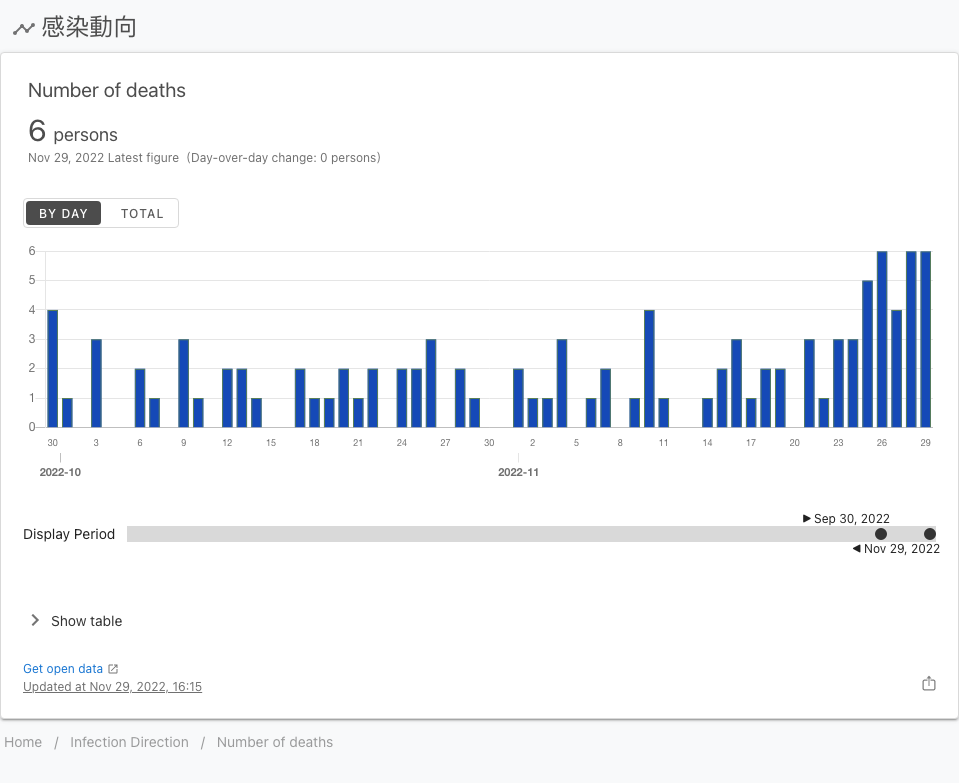 感染動向
Number of deaths
6 persons
Nov 29, 2022 Latest figure (Day-over-day change: 0 persons)
BY DAY TOTAL
6
5
4
3
2
1
0
30 3 6 9 12 15 18 21 24 27 30 2 5 8 11 14 17 20 23 26 29
2022-10 2022-11
Sep 30, 2022
Display Period
Nov 29, 2022
Show table
Get open data
Updated at Nov 29, 2022, 16:15
Home / Infection Direction / Number of deaths